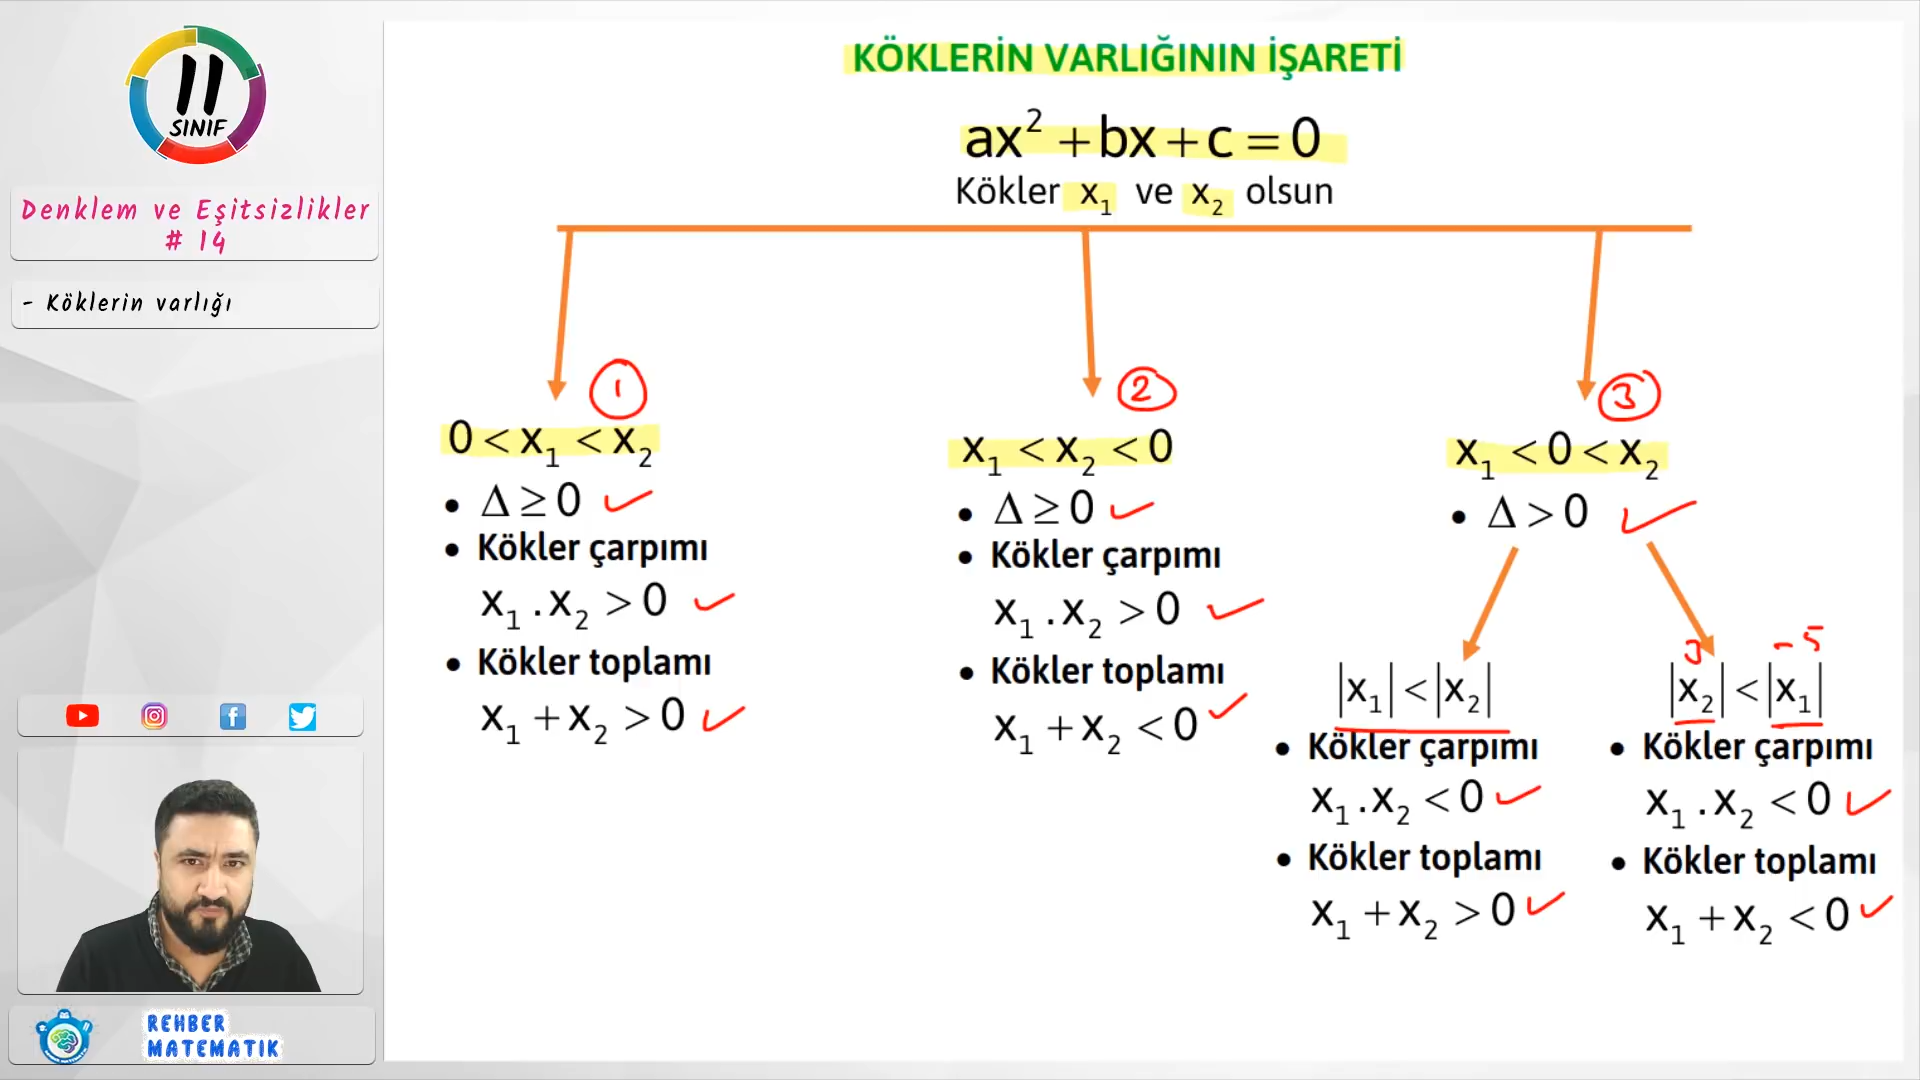 11
SINIF
Denklem ve Eşitsizlikler
# 14
- Köklerin varlığı
REHBER
MATEMATIK
KÖKLERİN VARLIĞININ İŞARETİ
ax² + bx + c = 0
Kökler x₁ ve x₂ olsun
1
0 < x₁ < x₂
• Δ ≥ 0
• Kökler çarpımı
x₁ . x₂ > 0
• Kökler toplamı
x₁ + x₂ > 0
2
x₁ < x₂ < 0
• Δ ≥ 0
• Kökler çarpımı
x₁ . x₂ > 0
• Kökler toplamı
x₁ + x₂ < 0
3
x₁ < 0 < x₂
• Δ > 0
|x₁| < |x₂|
• Kökler çarpımı
x₁ . x₂ < 0
• Kökler toplamı
x₁ + x₂ > 0
3 -5
|x₂| < |x₁|
• Kökler çarpımı
x₁ . x₂ < 0
• Kökler toplamı
x₁ + x₂ < 0